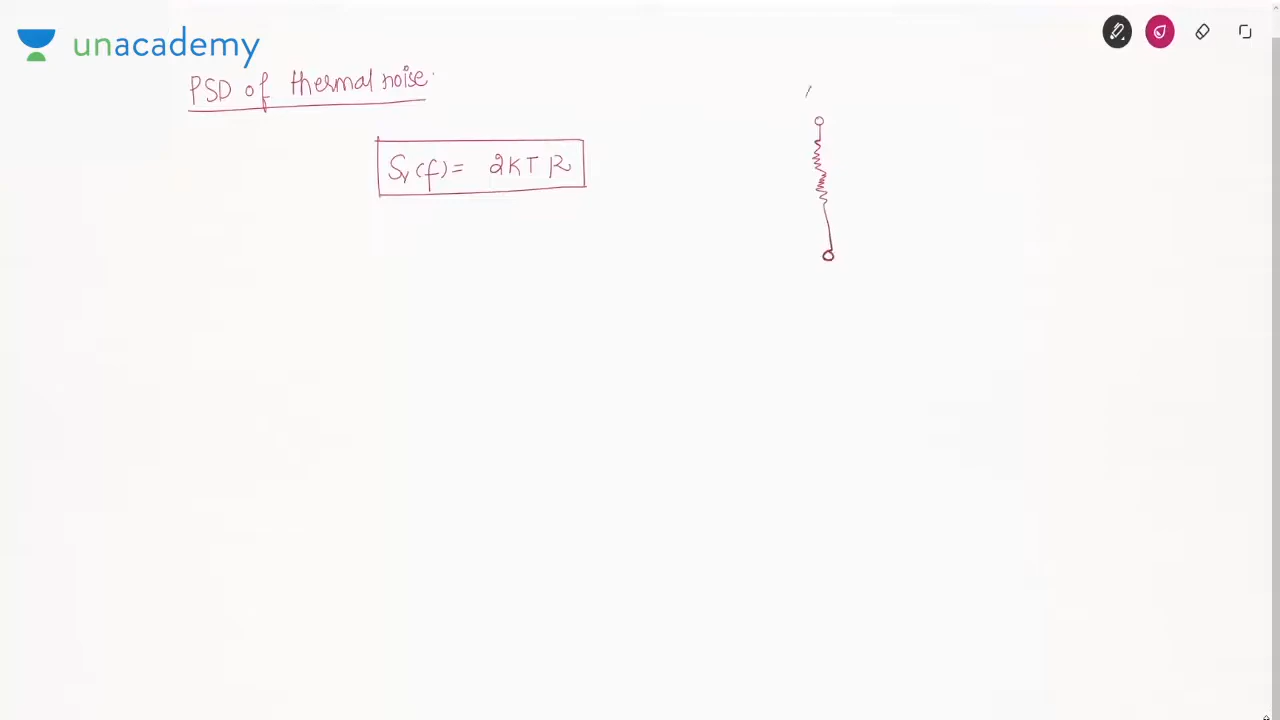 unacademy
PSD of thermal noise
Sv(f) = 2KTR